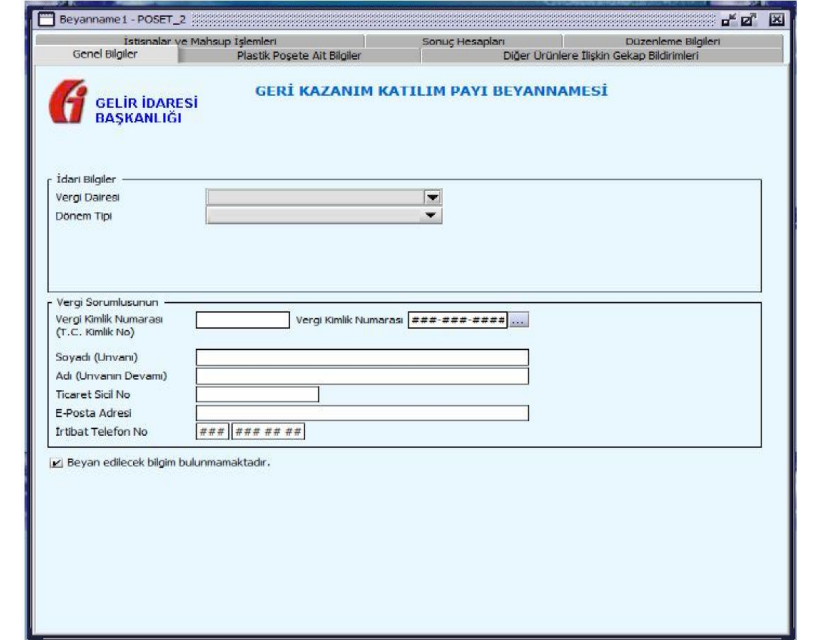 Beyanname1 - POSET_2
İstisnalar ve Mahsup İşlemleri Sonuç Hesapları Düzenleme Bilgileri
Genel Bilgiler Plastik Poşete Ait Bilgiler Diğer Ürünlere İlişkin Gekap Bildirimleri
GERİ KAZANIM KATILIM PAYI BEYANNAMESİ
GELİR İDARESİ
BAŞKANLIĞI
İdari Bilgiler
Vergi Dairesi
Dönem Tipi
Vergi Sorumlusunun
Vergi Kimlik Numarası Vergi Kimlik Numarası ###-###-#### ...
(T.C. Kimlik No)
Soyadı (Unvanı)
Adı (Unvanın Devamı)
Ticaret Sicil No
E-Posta Adresi
İrtibat Telefon No ### ### ## ##
Beyan edilecek bilgim bulunmamaktadır.